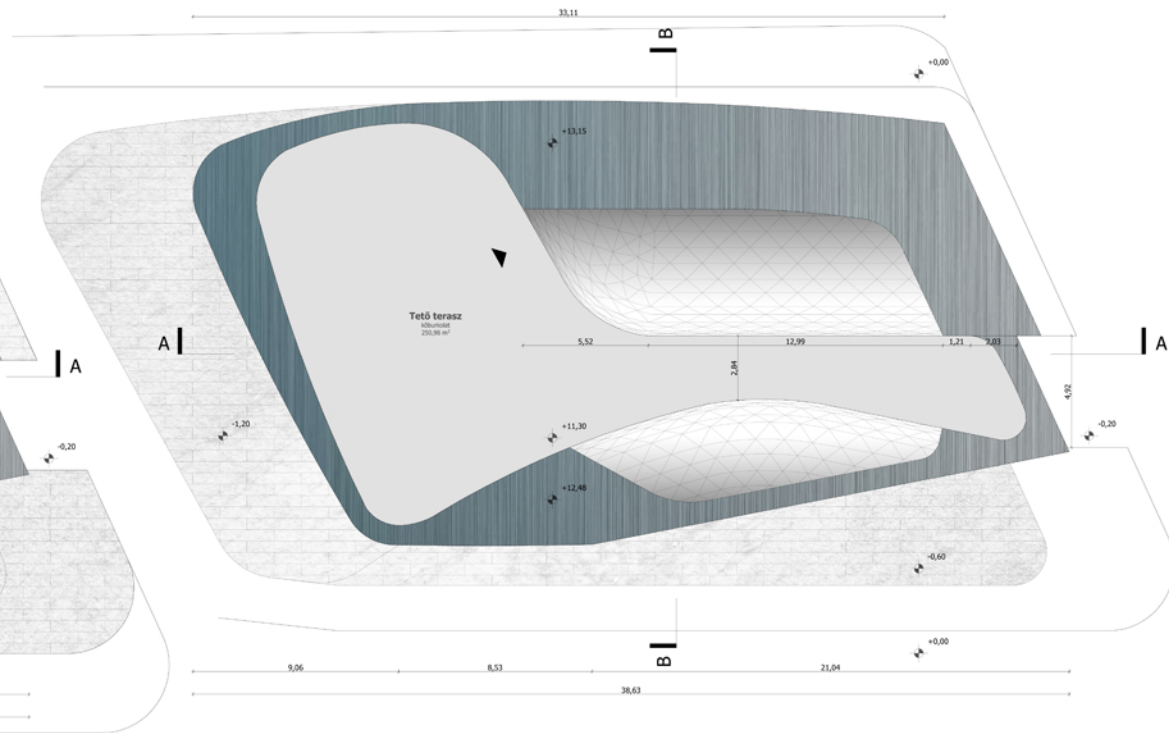 33,11
B
+0,00
+13,15
Tető terasz
kőburkolat
250,98 m²
5,52
12,99
1,21
2,03
2,84
4,92
A
A
A
-1,20
+11,30
-0,20
-0,20
+12,48
-0,60
+0,00
B
9,06
8,53
21,04
38,63